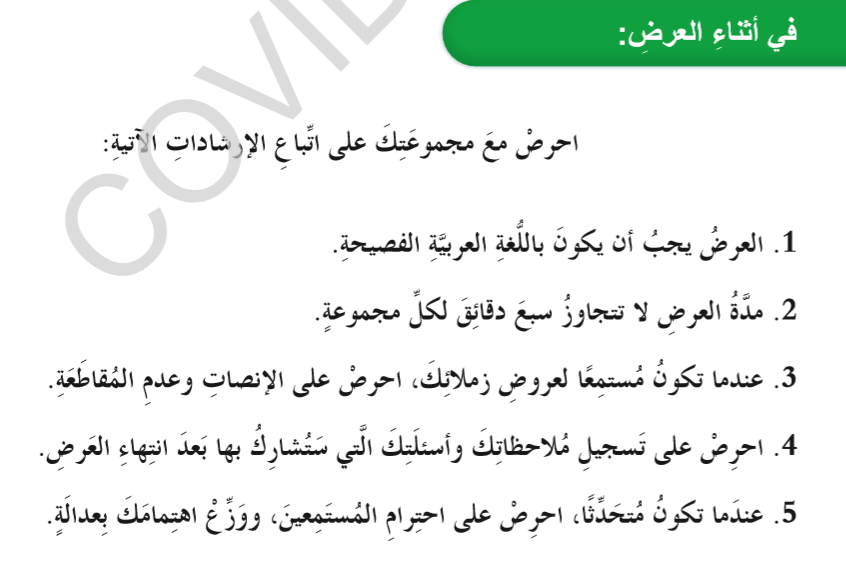 في أثناءِ العرضِ:
احرصْ معَ مجموعَتِكَ على اتِّباعِ الإرشاداتِ الآتيةِ:
1. العرضُ يجبُ أن يكونَ باللُّغةِ العربيَّةِ الفصيحةِ.
2. مدَّةُ العرضِ لا تتجاوزُ سبعَ دقائقَ لكلِّ مجموعةٍ.
3. عندما تكونُ مُستمِعًا لعروضِ زملائِكَ، احرصْ على الإنصاتِ وعدمِ المُقاطَعَةِ.
4. احرِصْ على تَسجيلِ مُلاحظاتِكَ وأسئلَتِكَ الَّتي سَتُشارِكُ بها بَعدَ انتِهاءِ العَرضِ.
5. عندَما تكونُ مُتحَدِّثًا، احرِصْ على احتِرامِ المُستَمِعينَ، ووَزِّعْ اهتِمامَكَ بِعدالَةٍ.
COVID